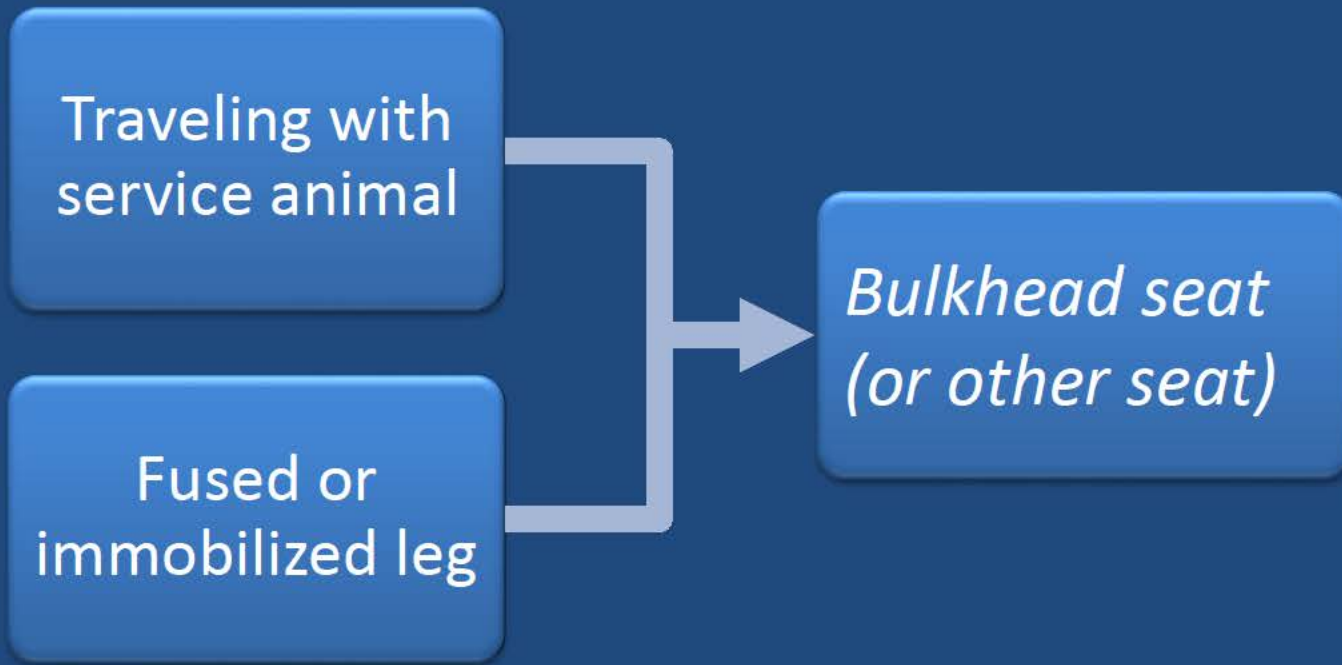 Traveling with
service animal
Fused or
immobilized leg
Bulkhead seat
(or other seat)